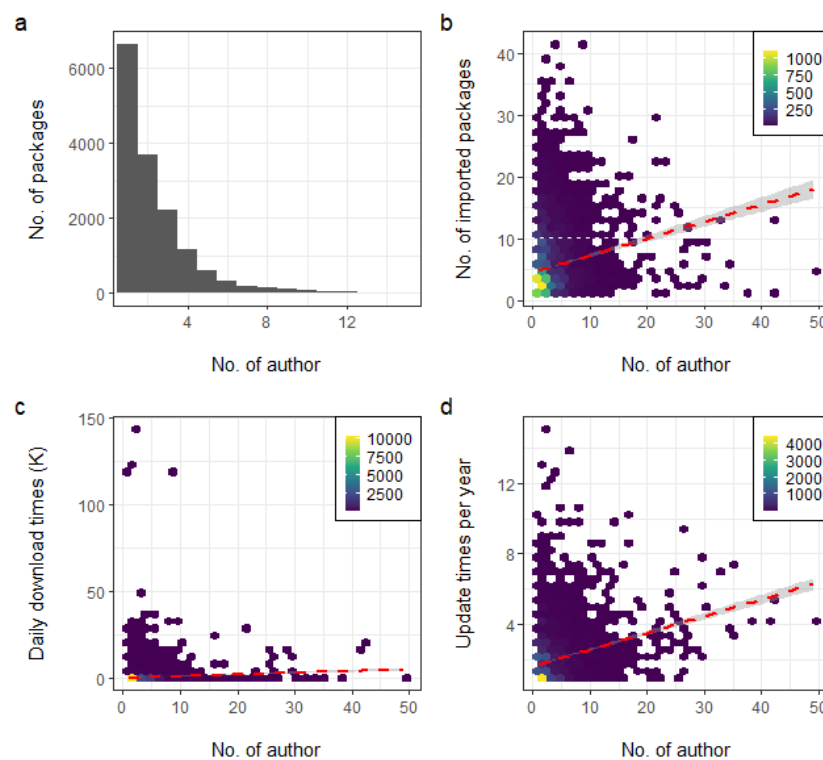 a
No. of packages
6000
4000
2000
0
4 8 12
No. of author
b
No. of imported packages
40
30
20
10
0
1000
750
500
250
0 10 20 30 40 50
No. of author
c
Daily download times (K)
150
100
50
0
10000
7500
5000
2500
0 10 20 30 40 50
No. of author
d
Update times per year
12
8
4
4000
3000
2000
1000
0 10 20 30 40 50
No. of author